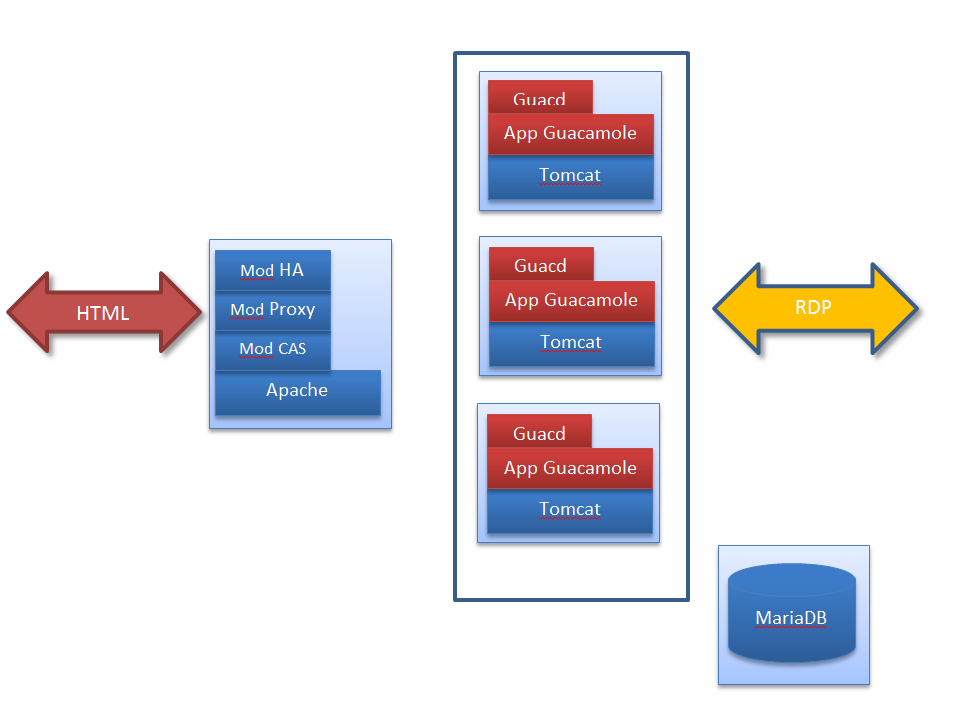 HTML
Mod HA
Mod Proxy
Mod CAS
Apache
Guacd
App Guacamole
Tomcat
Guacd
App Guacamole
Tomcat
Guacd
App Guacamole
Tomcat
RDP
MariaDB